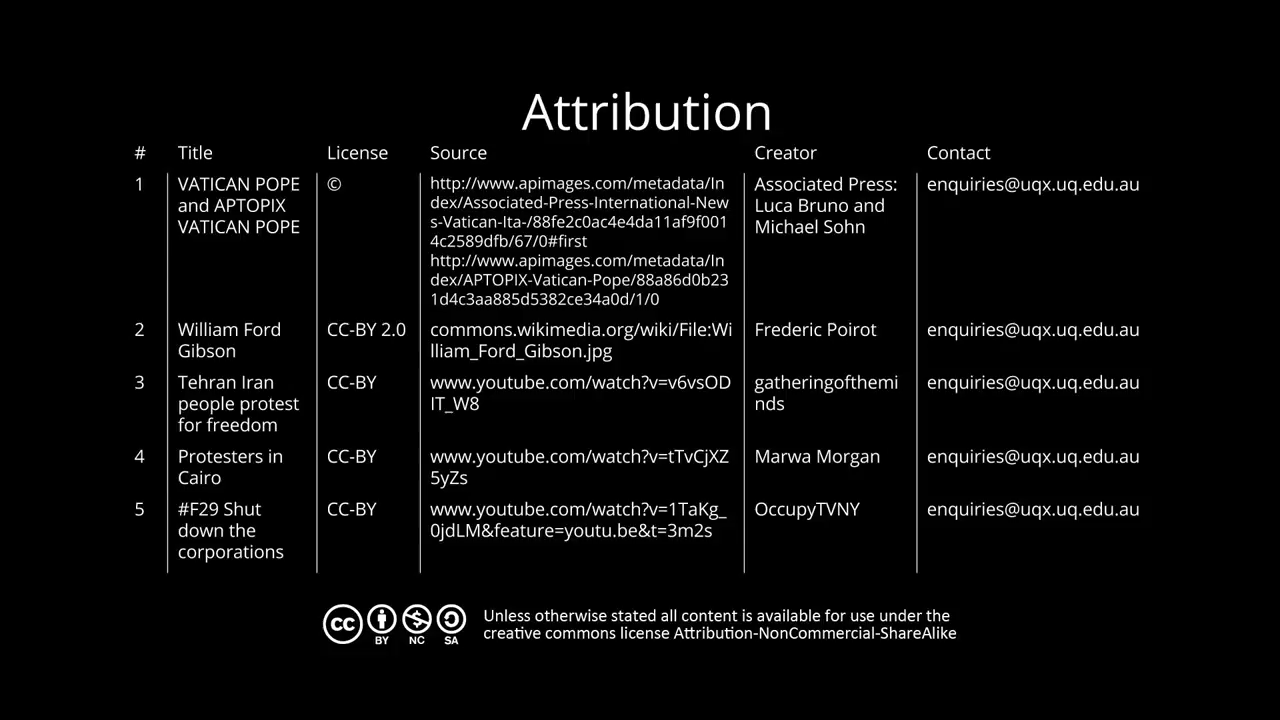 Attribution
# Title License Source Creator Contact
1 VATICAN POPE © http://www.apimages.com/metadata/In Associated Press: enquiries@uqx.uq.edu.au
and APTOPIX dex/Associated-Press-International-New Luca Bruno and
VATICAN POPE s-Vatican-Ita-/88fe2c0ac4e4da11af9f001 Michael Sohn
4c2589dfb/67/0#first
http://www.apimages.com/metadata/In
dex/APTOPIX-Vatican-Pope/88a86d0b23
1d4c3aa885d5382ce34a0d/1/0
2 William Ford CC-BY 2.0 commons.wikimedia.org/wiki/File:Wi Frederic Poirot enquiries@uqx.uq.edu.au
Gibson lliam_Ford_Gibson.jpg
3 Tehran Iran CC-BY www.youtube.com/watch?v=v6vsOD gatheringofthemi enquiries@uqx.uq.edu.au
people protest IT_W8 nds
for freedom
4 Protesters in CC-BY www.youtube.com/watch?v=tTvCjXZ Marwa Morgan enquiries@uqx.uq.edu.au
Cairo 5yZs
5 #F29 Shut CC-BY www.youtube.com/watch?v=1TaKg_ OccupyTVNY enquiries@uqx.uq.edu.au
down the 0jdLM&feature=youtu.be&t=3m2s
corporations
cc BY NC SA
Unless otherwise stated all content is available for use under the
creative commons license Attribution-NonCommercial-ShareAlike